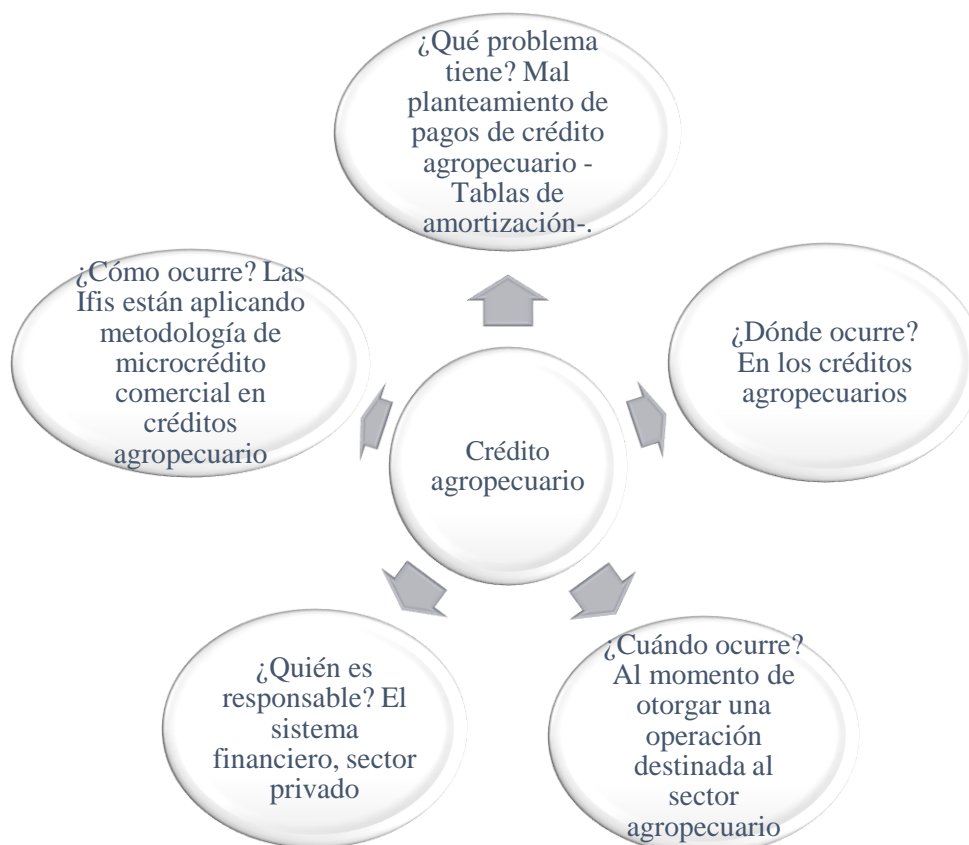 ¿Qué problema
tiene? Mal
planteamiento de
pagos de crédito
agropecuario -
Tablas de
amortización-.
¿Cómo ocurre? Las
Ifis están aplicando
metodología de
microcrédito
comercial en
créditos
agropecuario
¿Dónde ocurre?
En los créditos
agropecuarios
Crédito
agropecuario
¿Quién es
responsable? El
sistema
financiero, sector
privado
¿Cuándo ocurre?
Al momento de
otorgar una
operación
destinada al
sector
agropecuario